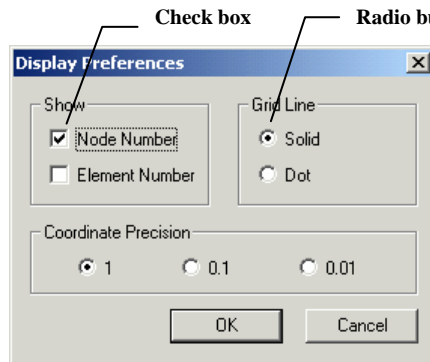 Check box
Radio
Display Preferences
Show
Node Number
Element Number
Grid Line
Solid
Dot
Coordinate Precision
1
0.1
0.01
OK
Cancel